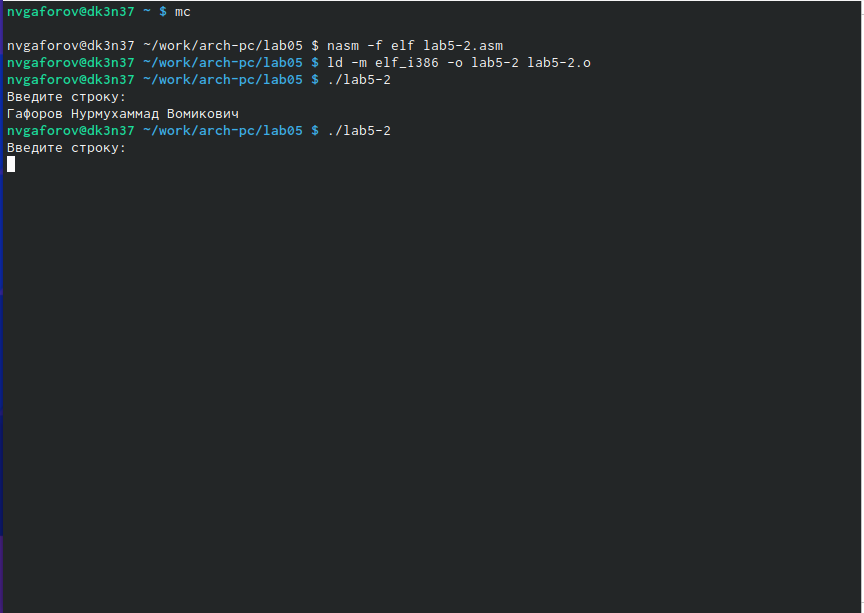 nvgaforov@dk3n37 ~ $ mc
nvgaforov@dk3n37 ~/work/arch-pc/lab05 $ nasm -f elf lab5-2.asm
nvgaforov@dk3n37 ~/work/arch-pc/lab05 $ ld -m elf_i386 -o lab5-2 lab5-2.o
nvgaforov@dk3n37 ~/work/arch-pc/lab05 $ ./lab5-2
Введите строку:
Гафоров Нурмухаммад Вомикович
nvgaforov@dk3n37 ~/work/arch-pc/lab05 $ ./lab5-2
Введите строку: